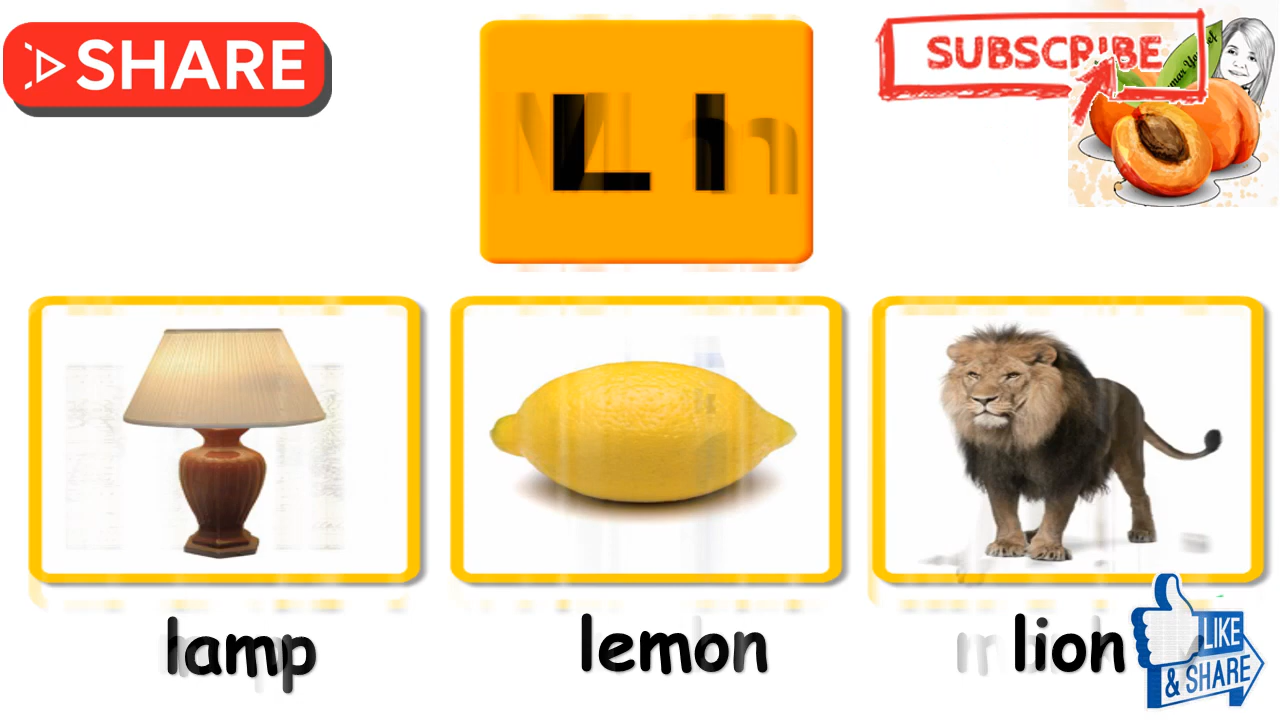 SHARE
L l
SUBSCRIBE
lamp
lemon
lion
LIKE
& SHARE